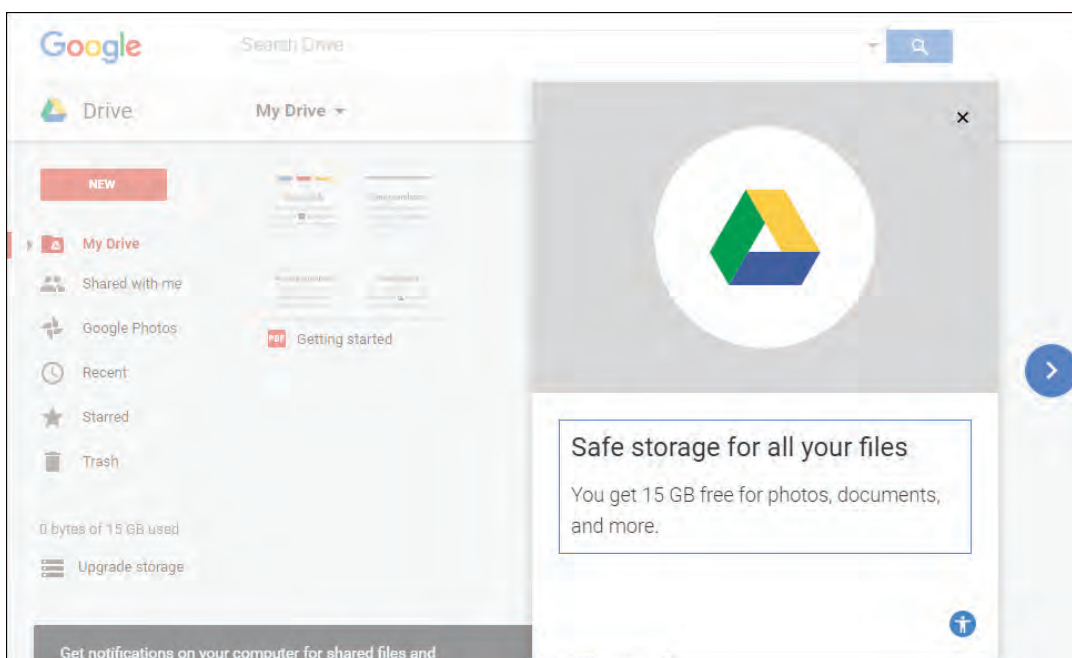 Google
Search Drive
Drive
My Drive
NEW
My Drive
Shared with me
Google Photos
Recent
Starred
Trash
0 bytes of 15 GB used
Upgrade storage
PDF Getting started
Safe storage for all your files
You get 15 GB free for photos, documents,
and more.
Get notifications on your computer for shared files and